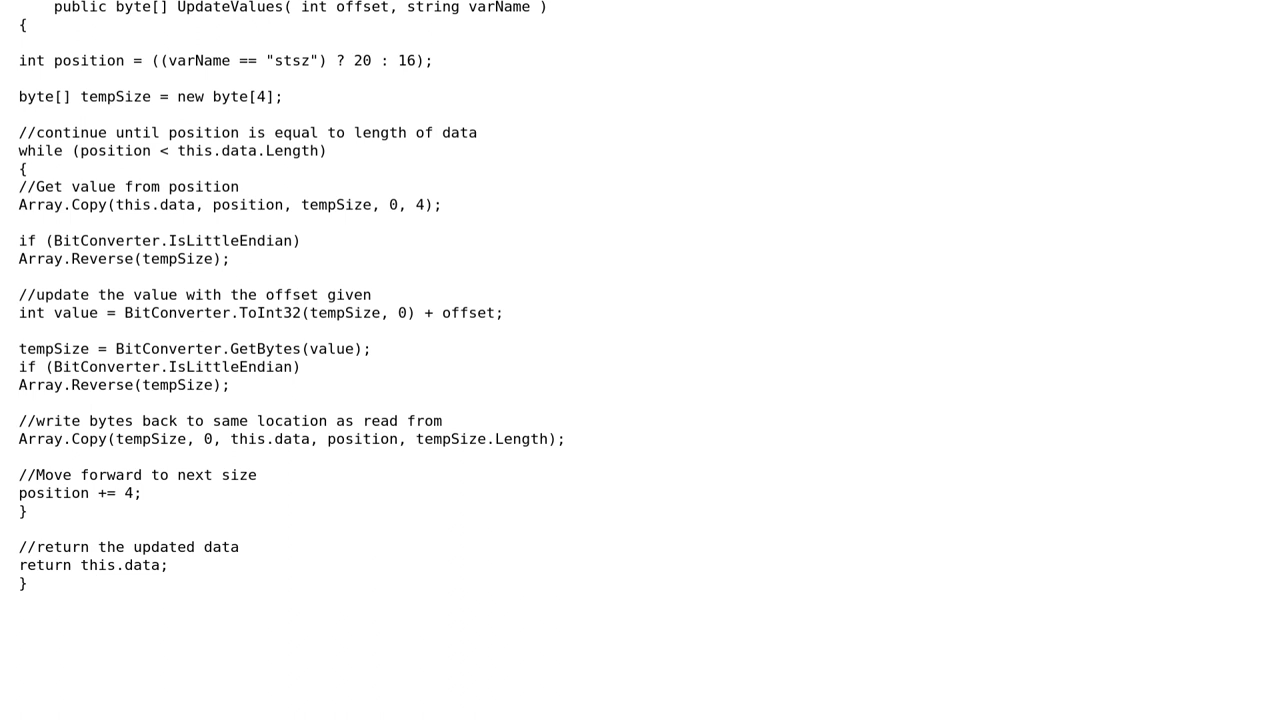 public byte[] UpdateValues( int offset, string varName )
{
int position = ((varName == "stsz") ? 20 : 16);
byte[] tempSize = new byte[4];
//continue until position is equal to length of data
while (position < this.data.Length)
{
//Get value from position
Array.Copy(this.data, position, tempSize, 0, 4);
if (BitConverter.IsLittleEndian)
Array.Reverse(tempSize);
//update the value with the offset given
int value = BitConverter.ToInt32(tempSize, 0) + offset;
tempSize = BitConverter.GetBytes(value);
if (BitConverter.IsLittleEndian)
Array.Reverse(tempSize);
//write bytes back to same location as read from
Array.Copy(tempSize, 0, this.data, position, tempSize.Length);
//Move forward to next size
position += 4;
}
//return the updated data
return this.data;
}